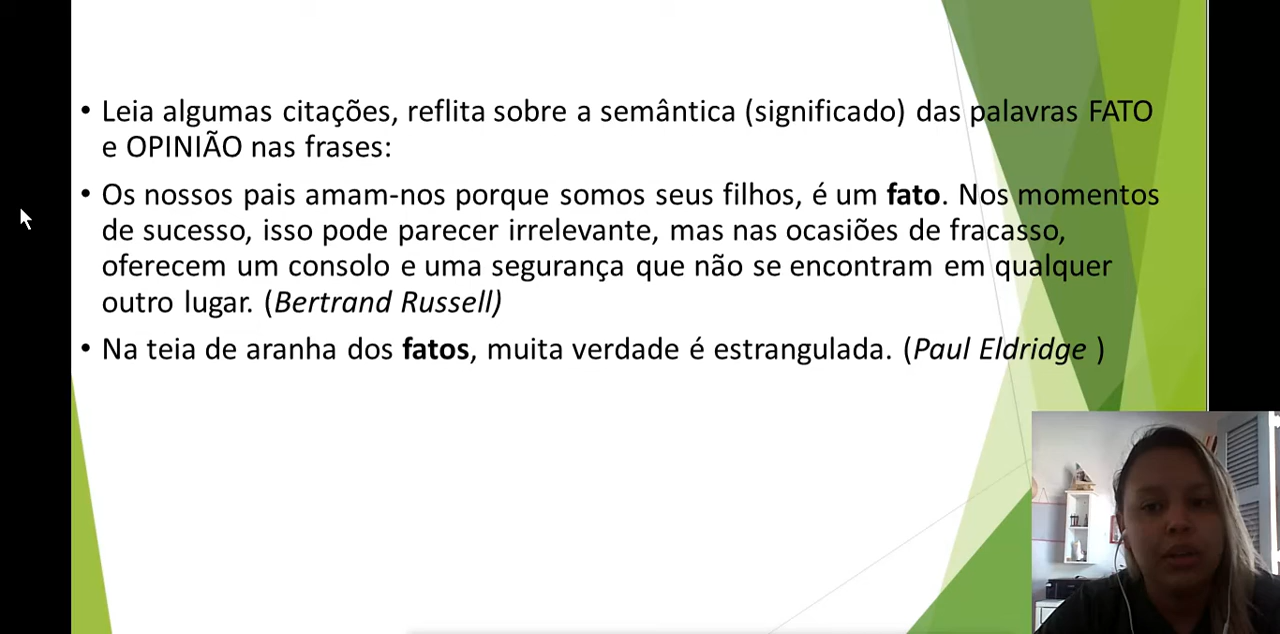 • Leia algumas citações, reflita sobre a semântica (significado) das palavras FATO
e OPINIÃO nas frases:
• Os nossos pais amam-nos porque somos seus filhos, é um fato. Nos momentos
de sucesso, isso pode parecer irrelevante, mas nas ocasiões de fracasso,
oferecem um consolo e uma segurança que não se encontram em qualquer
outro lugar. (Bertrand Russell)
• Na teia de aranha dos fatos, muita verdade é estrangulada. (Paul Eldridge )